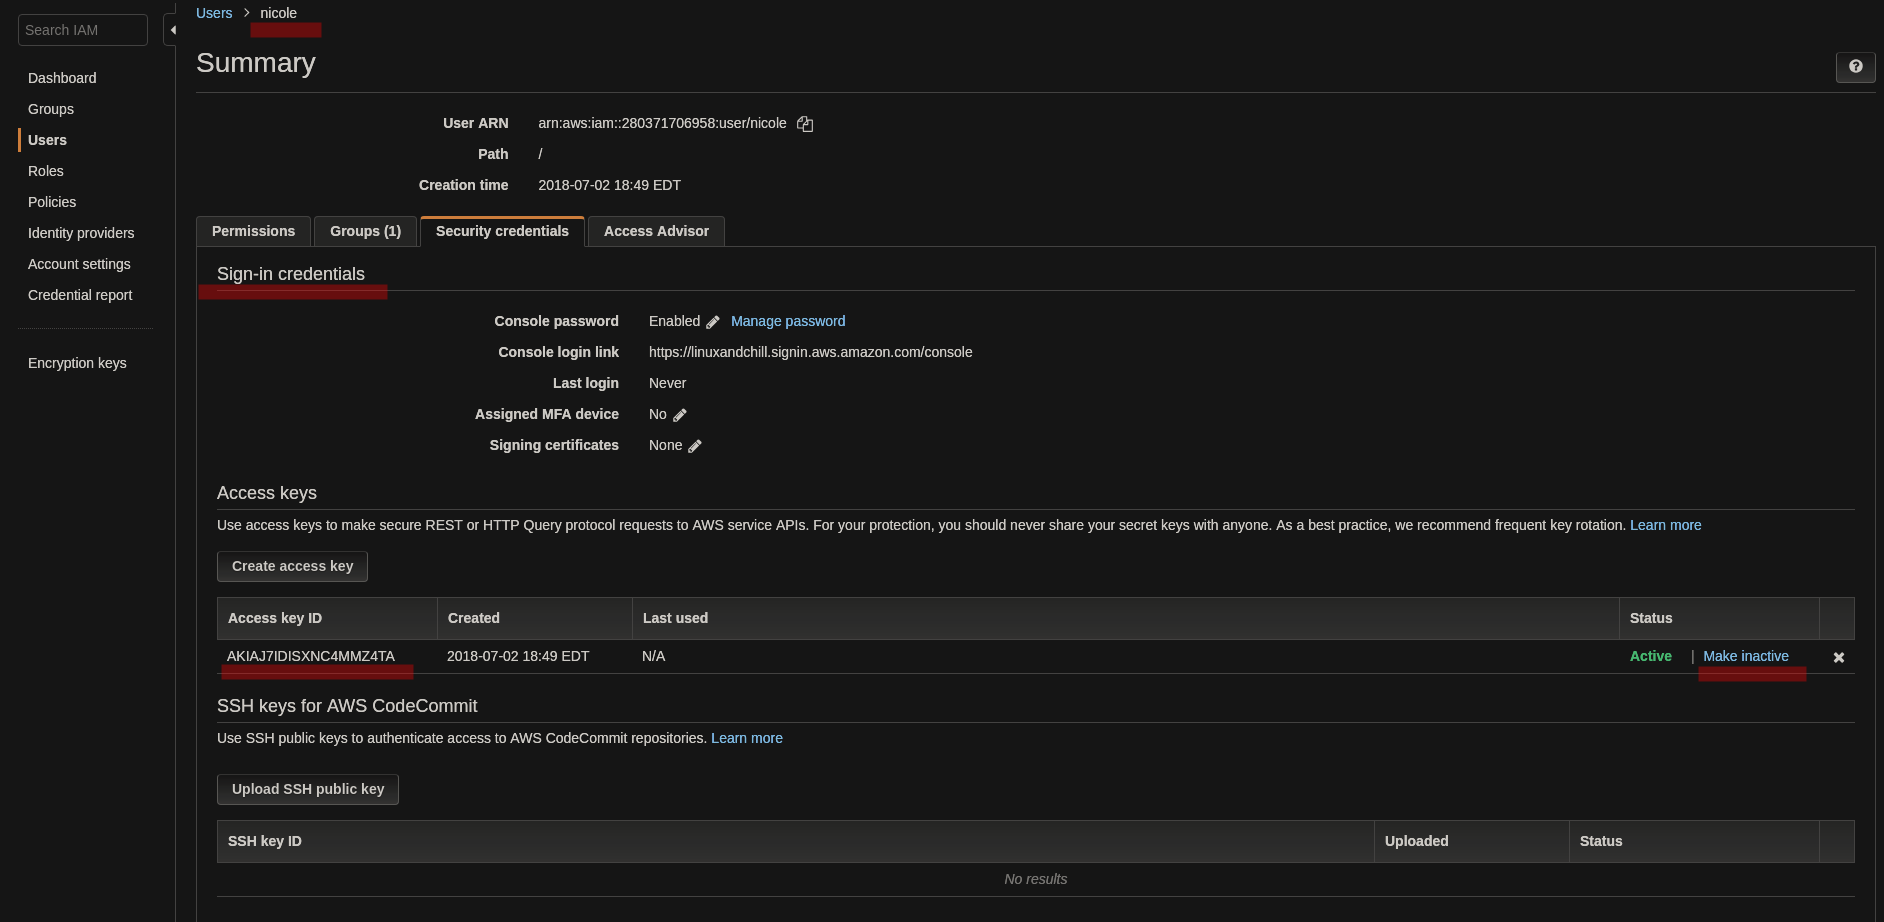 Search IAM
Dashboard
Groups
Users
Roles
Policies
Identity providers
Account settings
Credential report
Encryption keys
Users > nicole
Summary
User ARN arn:aws:iam::280371706958:user/nicole
Path /
Creation time 2018-07-02 18:49 EDT
Permissions Groups (1) Security credentials Access Advisor
Sign-in credentials
Console password Enabled Manage password
Console login link https://linuxandchill.signin.aws.amazon.com/console
Last login Never
Assigned MFA device No
Signing certificates None
Access keys
Use access keys to make secure REST or HTTP Query protocol requests to AWS service APIs. For your protection, you should never share your secret keys with anyone. As a best practice, we recommend frequent key rotation. Learn more
Create access key
Access key ID Created Last used Status
AKIAJ7IDISXNC4MMZ4TA 2018-07-02 18:49 EDT N/A Active | Make inactive
SSH keys for AWS CodeCommit
Use SSH public keys to authenticate access to AWS CodeCommit repositories. Learn more
Upload SSH public key
SSH key ID Uploaded Status
No results